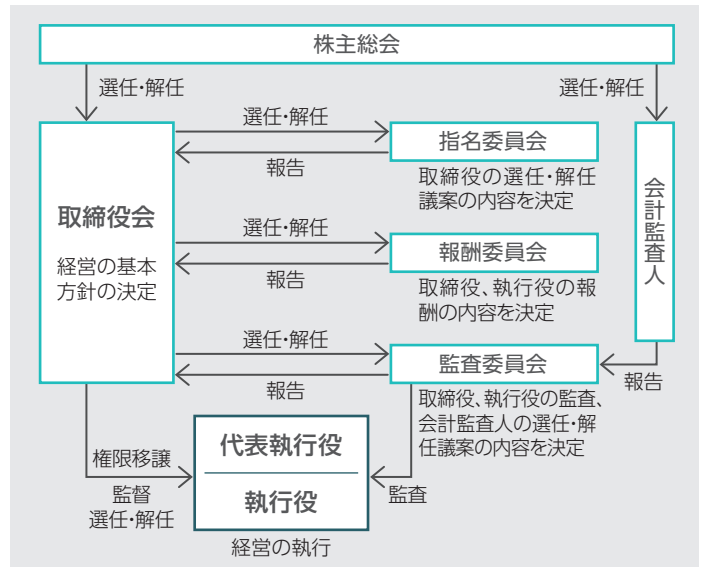 株主総会
選任・解任
選任・解任
取締役会
経営の基本
方針の決定
選任・解任
報告
指名委員会
取締役の選任・解任
議案の内容を決定
選任・解任
報告
報酬委員会
取締役、執行役の報
酬の内容を決定
選任・解任
報告
監査委員会
取締役、執行役の監査、
会計監査人の選任・解
任議案の内容を決定
会計監査人
報告
権限移譲
監督
選任・解任
代表執行役
執行役
経営の執行
監査